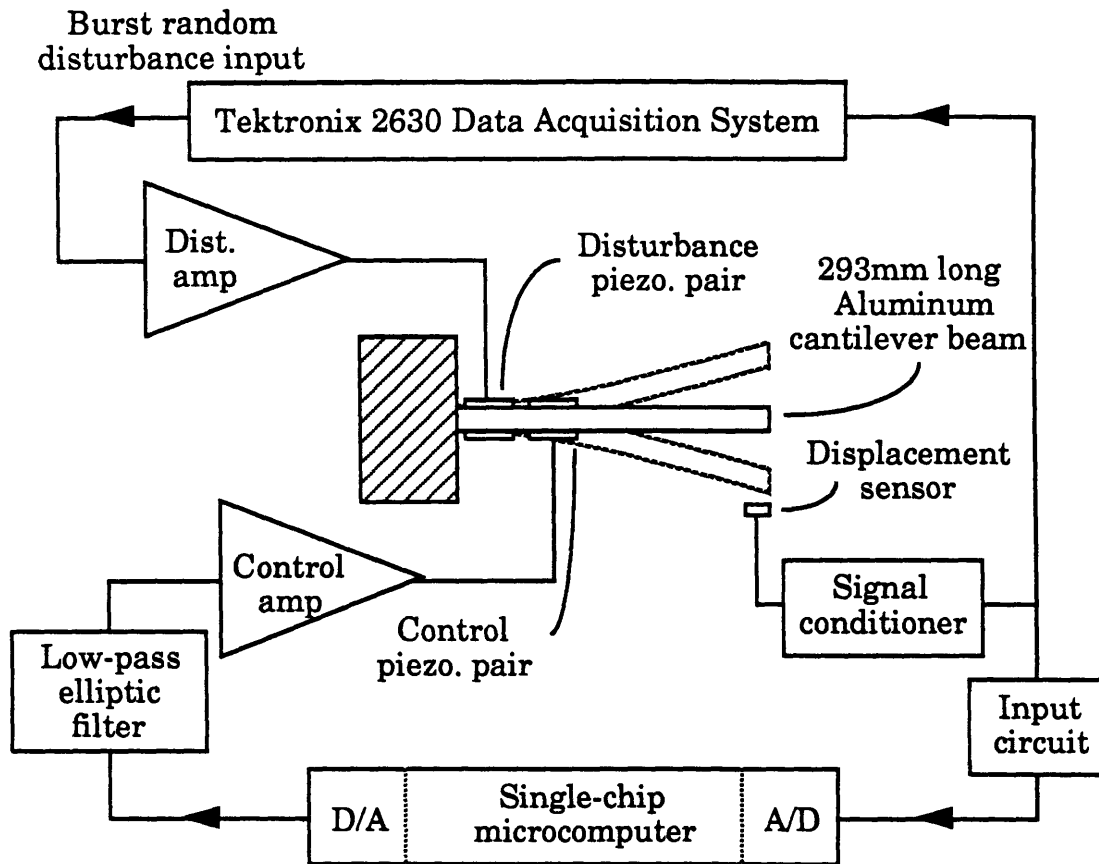 Burst random
disturbance input
Tektronix 2630 Data Acquisition System
Dist.
amp
Disturbance
piezo. pair
293mm long
Aluminum
cantilever beam
Displacement
sensor
Control
amp
Signal
conditioner
Control
piezo. pair
Low-pass
elliptic
filter
Input
circuit
D/A
Single-chip
microcomputer
A/D